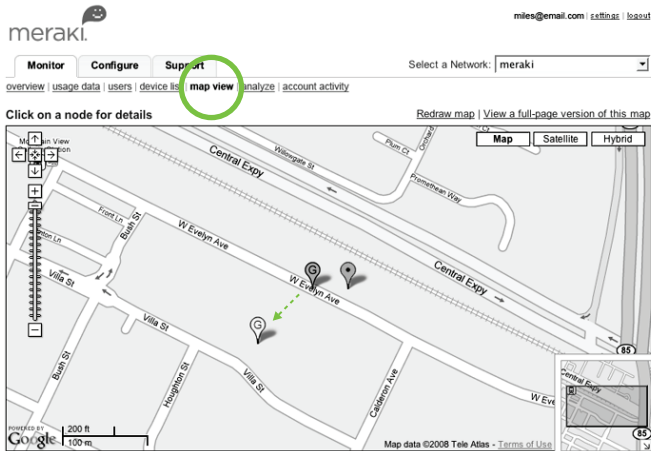 miles@email.com | settings | logout
meraki.
Monitor Configure Support
Select a Network: meraki
overview | usage data | users | device list | map view | analyze | account activity
Click on a node for details
Redraw map | View a full-page version of this map
Map Satellite Hybrid
View
Central Expy
Willowgate St
Plum Ct
Orchard
Promethean Way
Front Ln
Bush St
W Evelyn Ave
Villa St
G
W Evelyn Ave
Central Expy
G
Villa St
Villa St
Bush St
Houghton St
Calderon Ave
W Eve
85
Central Expy
85
POWERED BY
Google
200 ft
100 m
Map data ©2008 Tele Atlas - Terms of Use